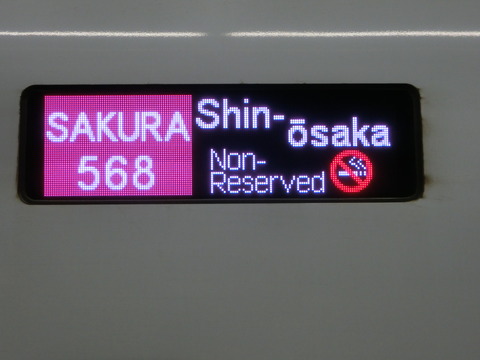 SAKURA
568
Shin-
ōsaka
Non-
Reserved